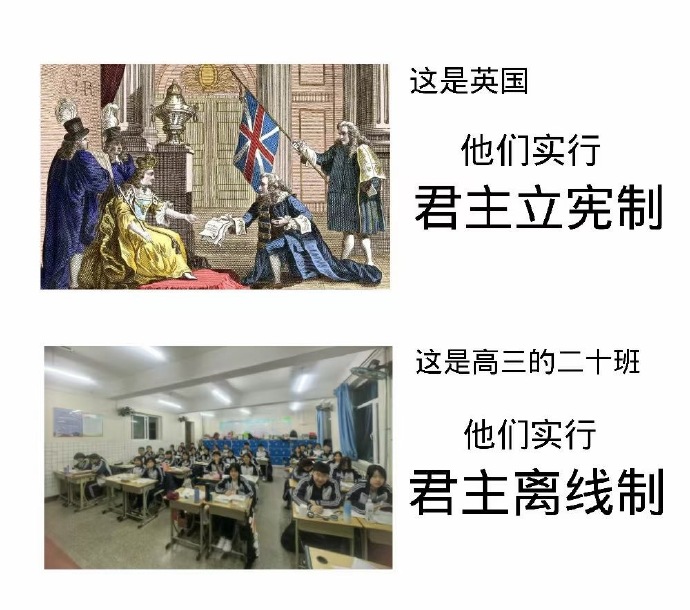 这是英国
他们实行
君主立宪制
这是高三的二十班
他们实行
君主离线制